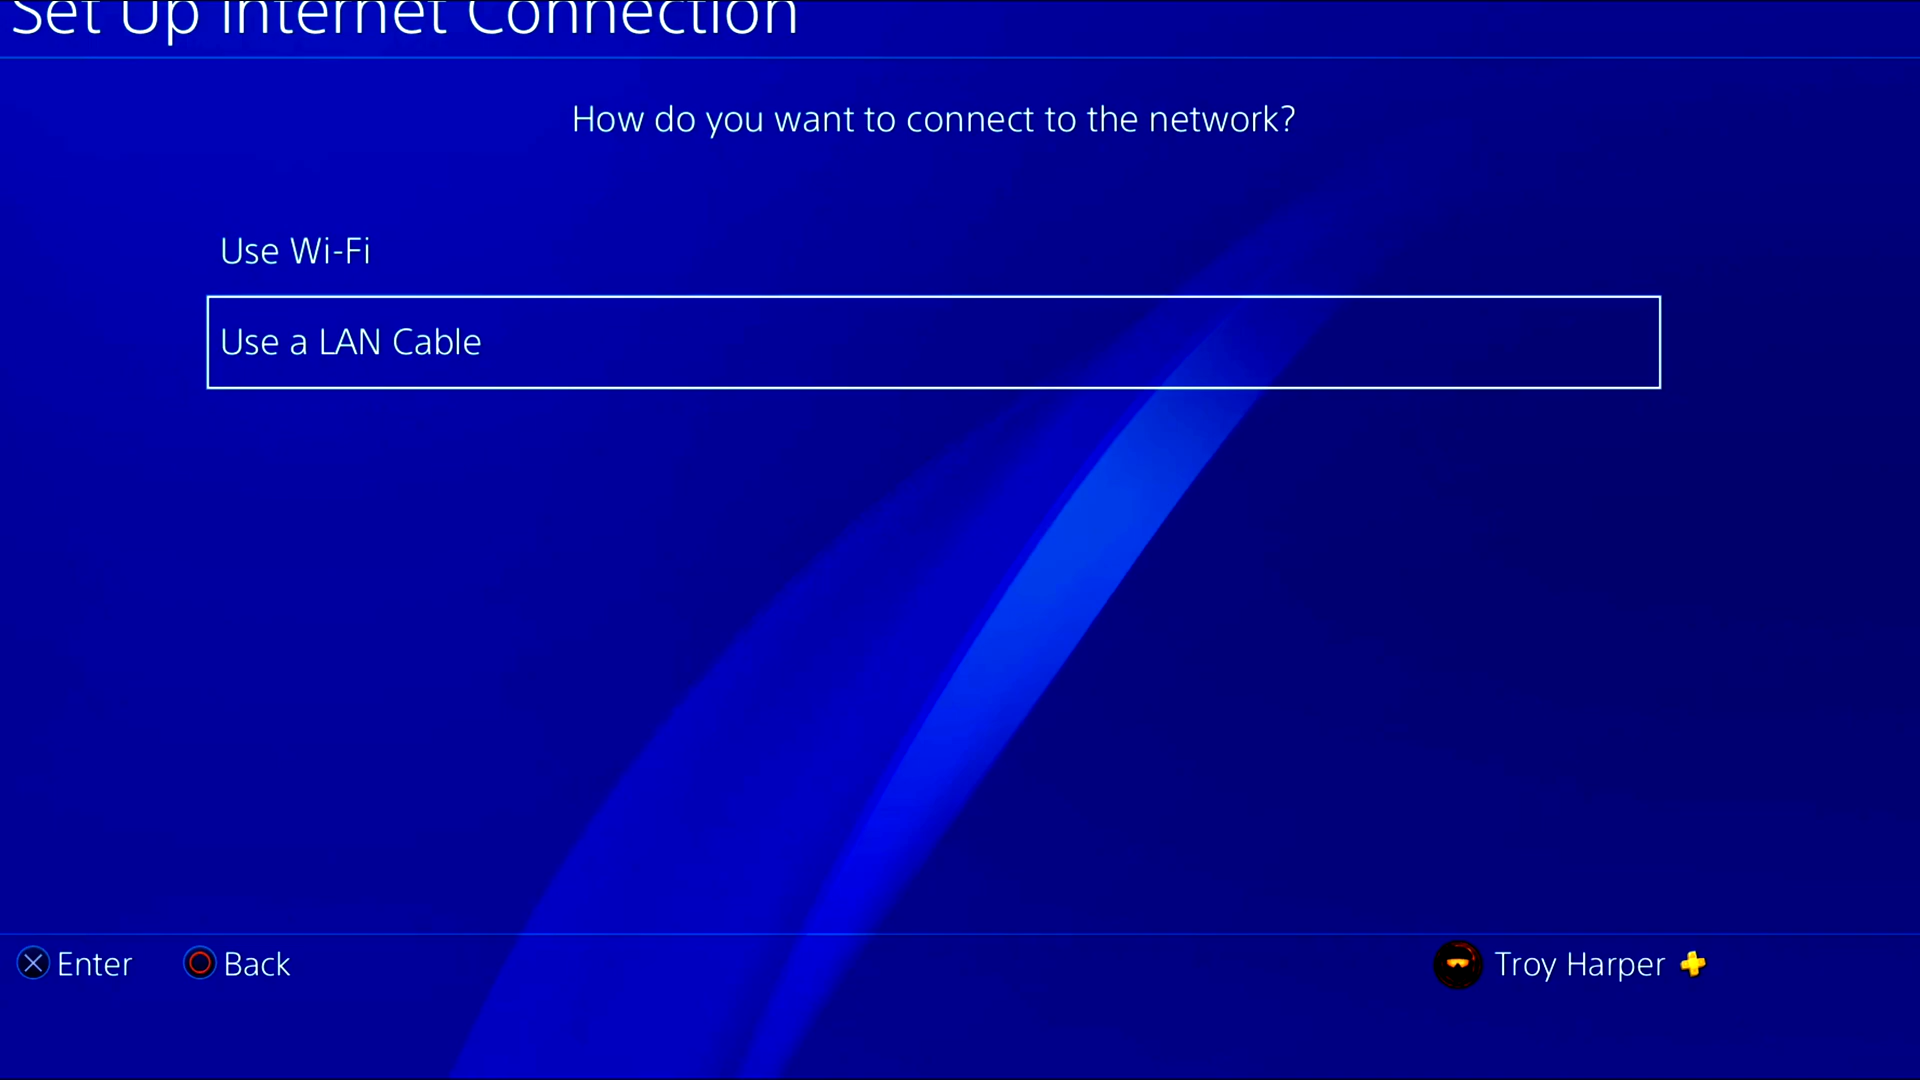 Set Up Internet Connection
How do you want to connect to the network?
Use Wi-Fi
Use a LAN Cable
Enter
Back
Troy Harper